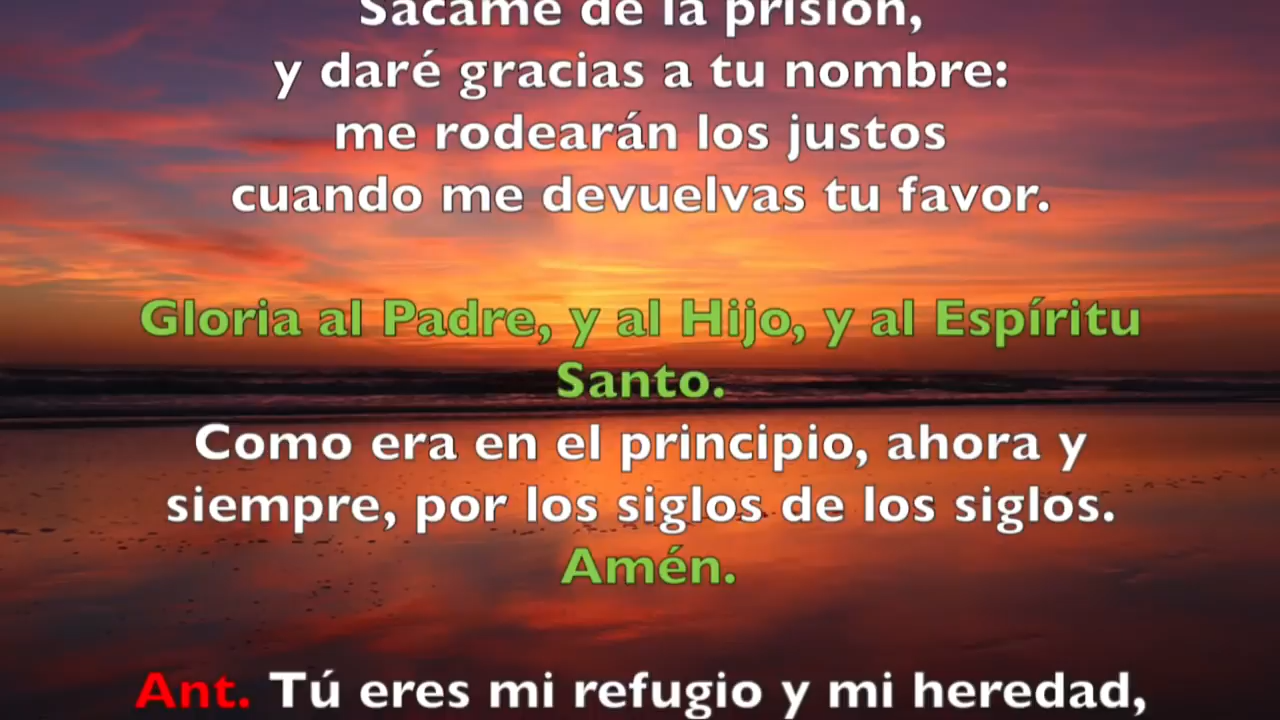 Sácame de la prisión,
y daré gracias a tu nombre:
me rodearán los justos
cuando me devuelvas tu favor.
Gloria al Padre, y al Hijo, y al Espíritu
Santo.
Como era en el principio, ahora y
siempre, por los siglos de los siglos.
Amén.
Ant. Tú eres mi refugio y mi heredad,